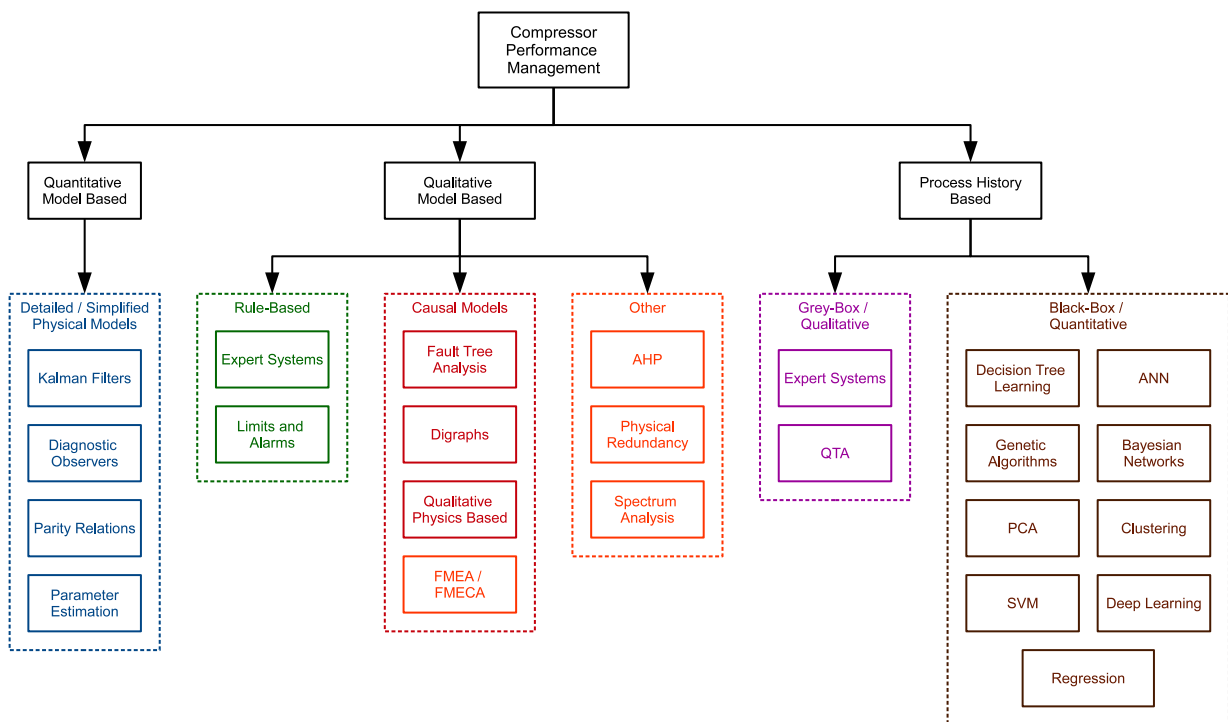 Compressor
Performance
Management
Quantitative
Model Based
Qualitative
Model Based
Process History
Based
Detailed / Simplified
Physical Models
Kalman Filters
Diagnostic
Observers
Parity Relations
Parameter
Estimation
Rule-Based
Expert Systems
Limits and
Alarms
Causal Models
Fault Tree
Analysis
Digraphs
Qualitative
Physics Based
FMEA /
FMECA
Other
AHP
Physical
Redundancy
Spectrum
Analysis
Grey-Box /
Qualitative
Expert Systems
QTA
Black-Box /
Quantitative
Decision Tree
Learning
ANN
Genetic
Algorithms
Bayesian
Networks
PCA
Clustering
SVM
Deep Learning
Regression